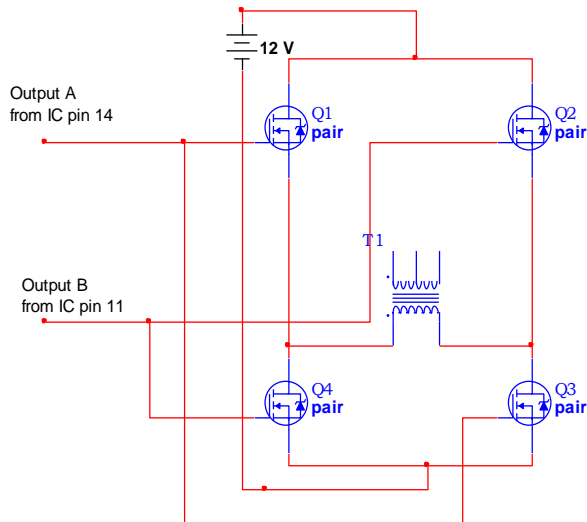 12 V
Output A
from IC pin 14
Q1
pair
Q2
pair
T1
Output B
from IC pin 11
Q4
pair
Q3
pair